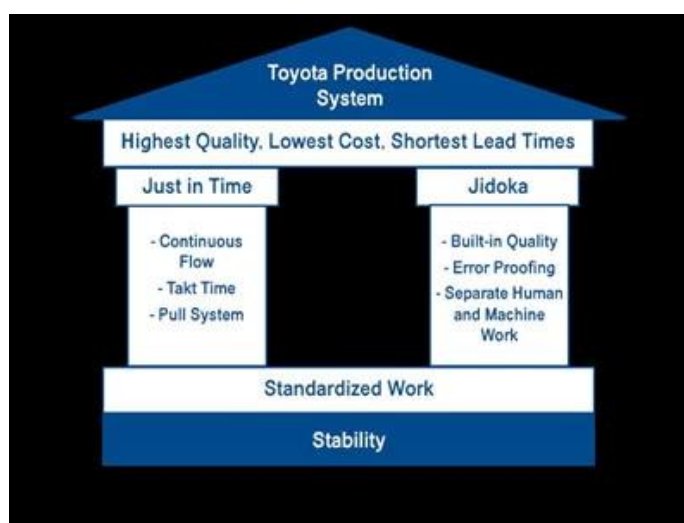 Toyota Production
System
Highest Quality, Lowest Cost, Shortest Lead Times
Just in Time
- Continuous
Flow
- Takt Time
- Pull System
Jidoka
- Built-in Quality
- Error Proofing
- Separate Human
and Machine
Work
Standardized Work
Stability